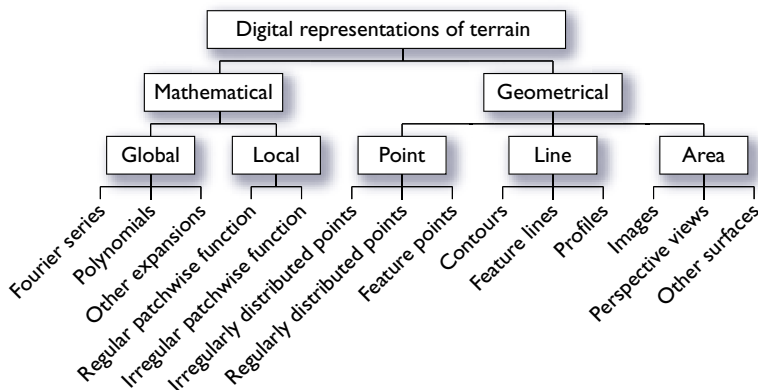 Digital representations of terrain
Mathematical
Geometrical
Global
Local
Point
Line
Area
Fourier series
Polynomials
Other expansions
Regular patchwise function
Irregular patchwise function
Irregularly distributed points
Regularly distributed points
Feature points
Contours
Feature lines
Profiles
Images
Perspective views
Other surfaces